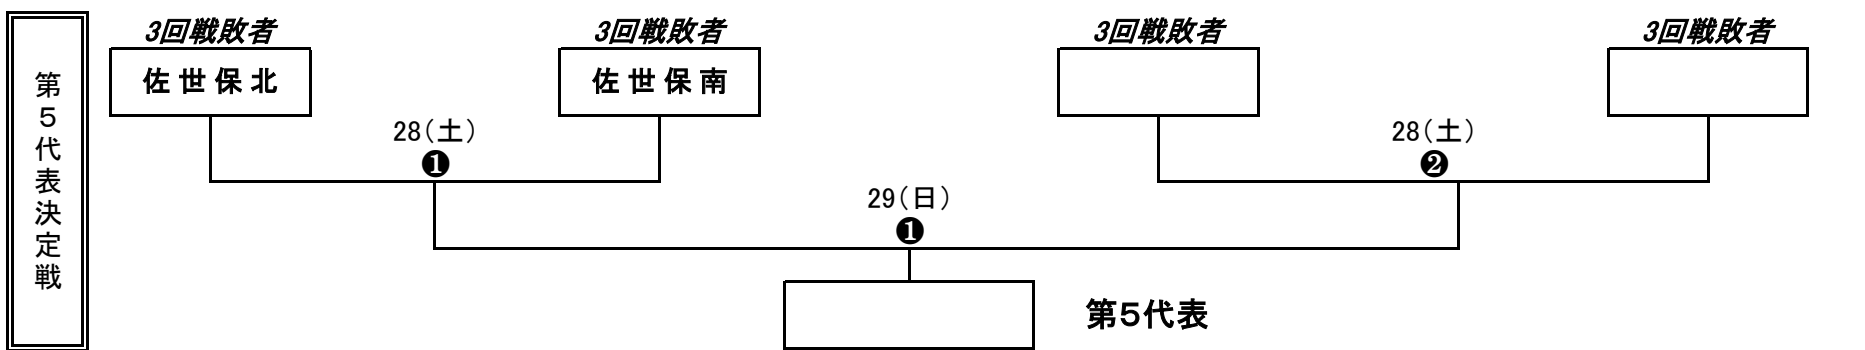 第5代表決定戦
3回戦敗者 3回戦敗者 3回戦敗者 3回戦敗者
佐世保北 佐世保南
28(土) 28(土)
❶ ❷
29(日)
❶
第5代表